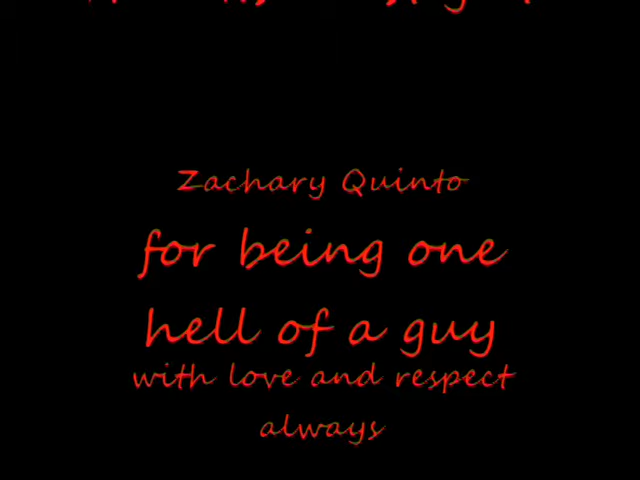 Zachary Quinto
for being one
hell of a guy
with love and respect
always